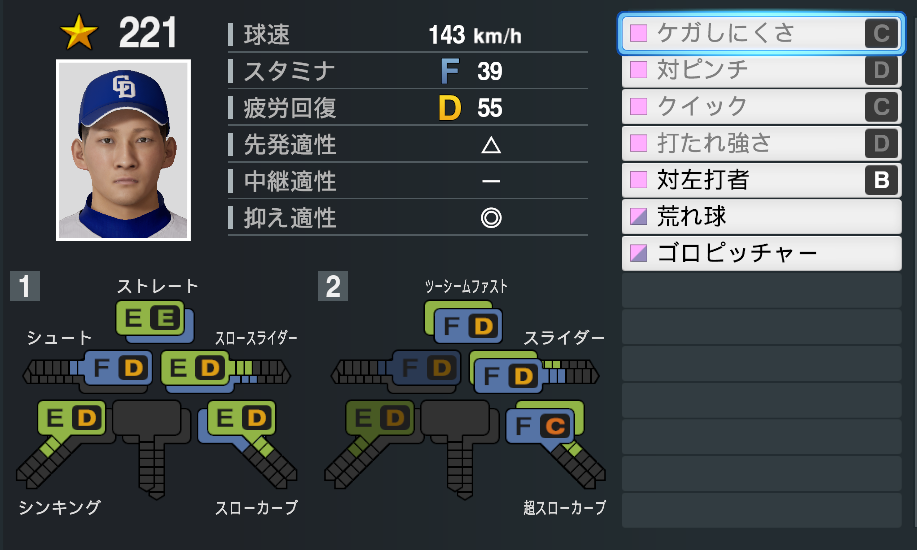 221
CD
球速 143 km/h
スタミナ F 39
疲労回復 D 55
先発適性 △
中継適性 —
抑え適性 ◎
ケガしにくさ C
対ピンチ D
クイック C
打たれ強さ D
対左打者 B
荒れ球
ゴロピッチャー
1
ストレート
E E
シュート
F D
スロースライダー
E D
E D
シンキング
E D
スローカーブ
2
ツーシームファスト
F D
スライダー
F D
F D
E D
F C
超スローカーブ